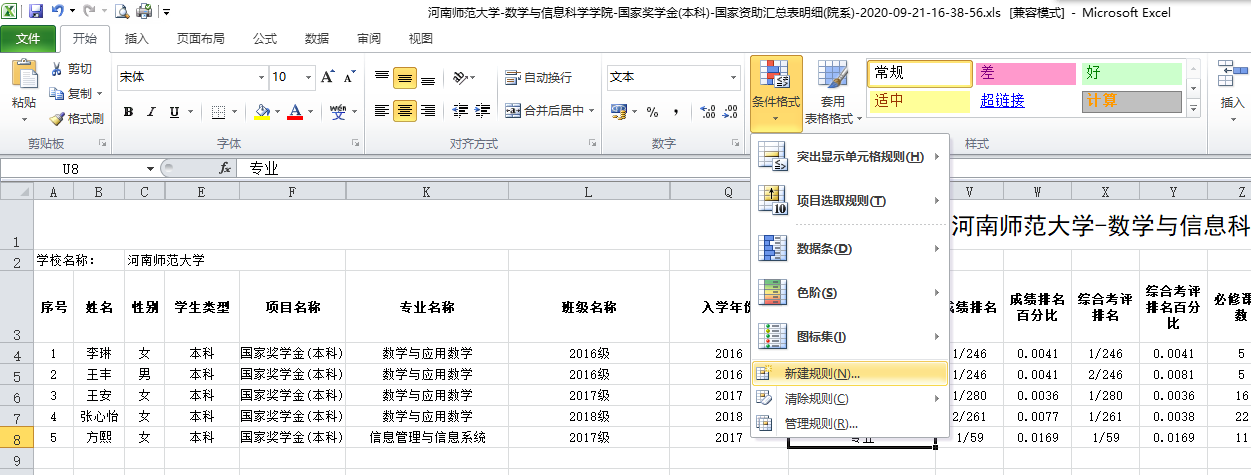 河南师范大学-数学与信息科学学院-国家奖学金(本科)-国家资助汇总表明细(院系)-2020-09-21-16-38-56.xls [兼容模式] - Microsoft Excel
文件 开始 插入 页面布局 公式 数据 审阅 视图
剪切 宋体 10 A A 自动换行 文本 常规 差 好
粘贴 复制 条件格式 套用 表格格式 适中 超链接 计算 插入
格式刷 B I U A wén 合并后居中 % ,
剪贴板 字体 对齐方式 数字 样式
U8 fx 专业
A B C E F K L Q V W X Y Z
突出显示单元格规则(H)
项目选取规则(T)
数据条(D)
色阶(S)
图标集(I)
新建规则(N)...
清除规则(C)
管理规则(R)...
1 河南师范大学-数学与信息科
2 学校名称: 河南师范大学
3 序号 姓名 性别 学生类型 项目名称 专业名称 班级名称 入学年份 成绩排名 成绩排名百分比 综合考评排名 综合考评排名百分比 必修课数
4 1 李琳 女 本科 国家奖学金(本科) 数学与应用数学 2016级 2016 1/246 0.0041 1/246 0.0041 5
5 2 王丰 男 本科 国家奖学金(本科) 数学与应用数学 2016级 2016 1/246 0.0041 2/246 0.0081 5
6 3 王安 女 本科 国家奖学金(本科) 数学与应用数学 2017级 2017 1/280 0.0036 1/280 0.0036 16
7 4 张心怡 女 本科 国家奖学金(本科) 数学与应用数学 2018级 2018 2/261 0.0077 1/261 0.0038 22
8 5 方熙 女 本科 国家奖学金(本科) 信息管理与信息系统 2017级 2017 专业 1/59 0.0169 1/59 0.0169 11
9